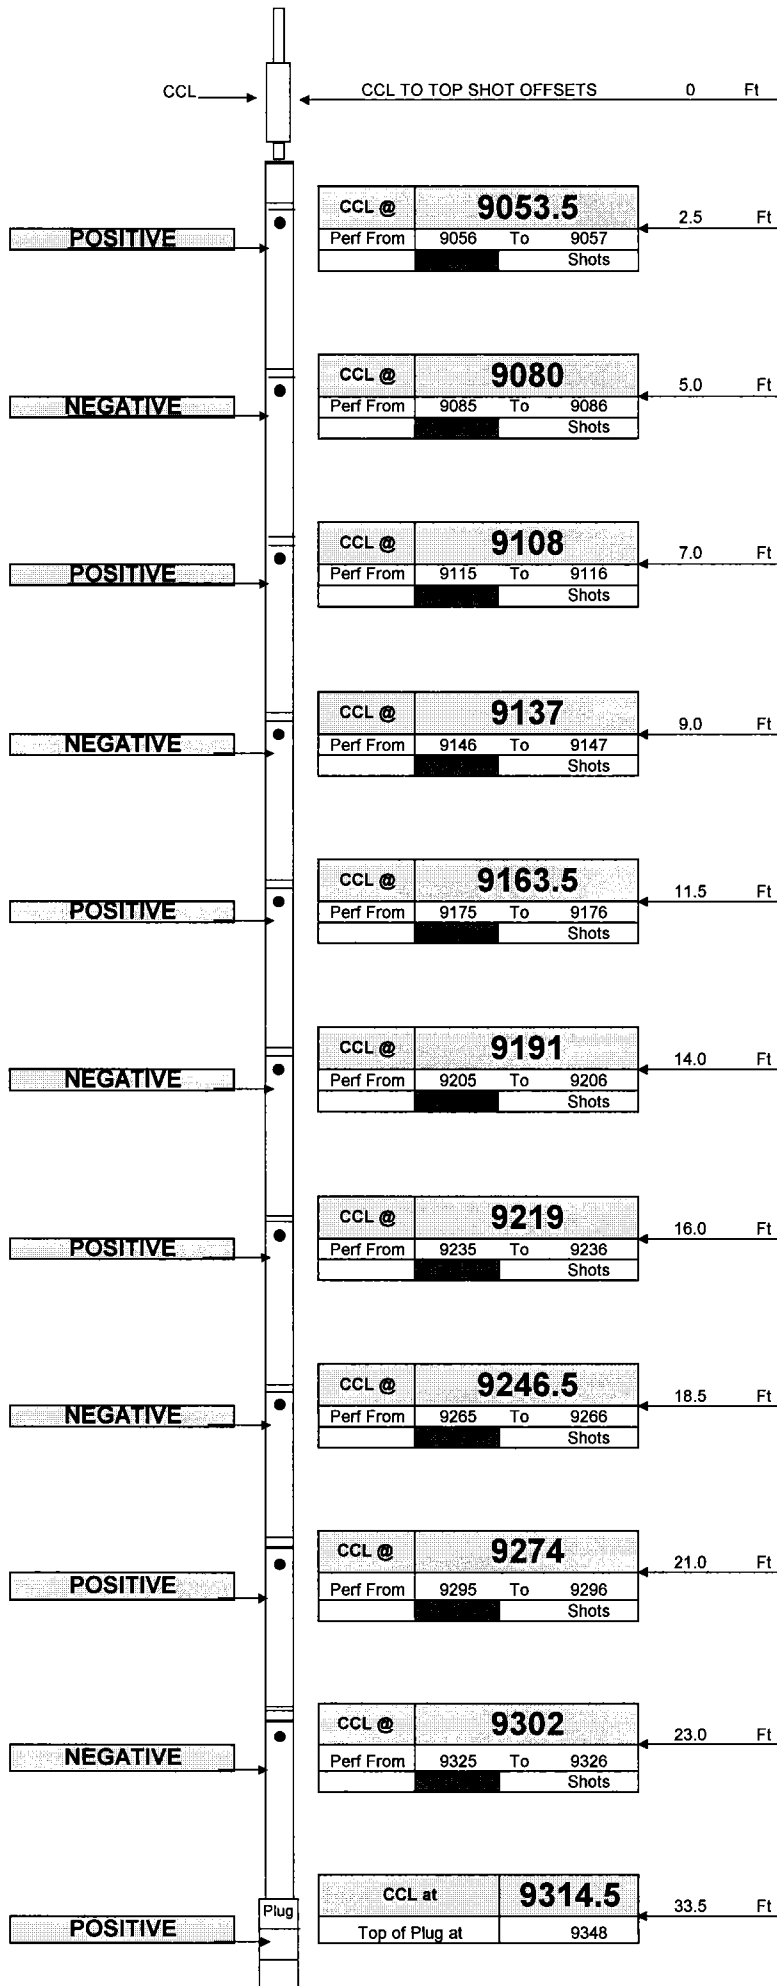 CCL CCL TO TOP SHOT OFFSETS 0 Ft
CCL @ 9053.5
2.5 Ft
POSITIVE Perf From 9056 To 9057
Shots
CCL @ 9080
5.0 Ft
NEGATIVE Perf From 9085 To 9086
Shots
CCL @ 9108
7.0 Ft
POSITIVE Perf From 9115 To 9116
Shots
CCL @ 9137
9.0 Ft
NEGATIVE Perf From 9146 To 9147
Shots
CCL @ 9163.5
11.5 Ft
POSITIVE Perf From 9175 To 9176
Shots
CCL @ 9191
14.0 Ft
NEGATIVE Perf From 9205 To 9206
Shots
CCL @ 9219
16.0 Ft
POSITIVE Perf From 9235 To 9236
Shots
CCL @ 9246.5
18.5 Ft
NEGATIVE Perf From 9265 To 9266
Shots
CCL @ 9274
21.0 Ft
POSITIVE Perf From 9295 To 9296
Shots
CCL @ 9302
23.0 Ft
NEGATIVE Perf From 9325 To 9326
Shots
Plug CCL at 9314.5
33.5 Ft
POSITIVE Top of Plug at 9348